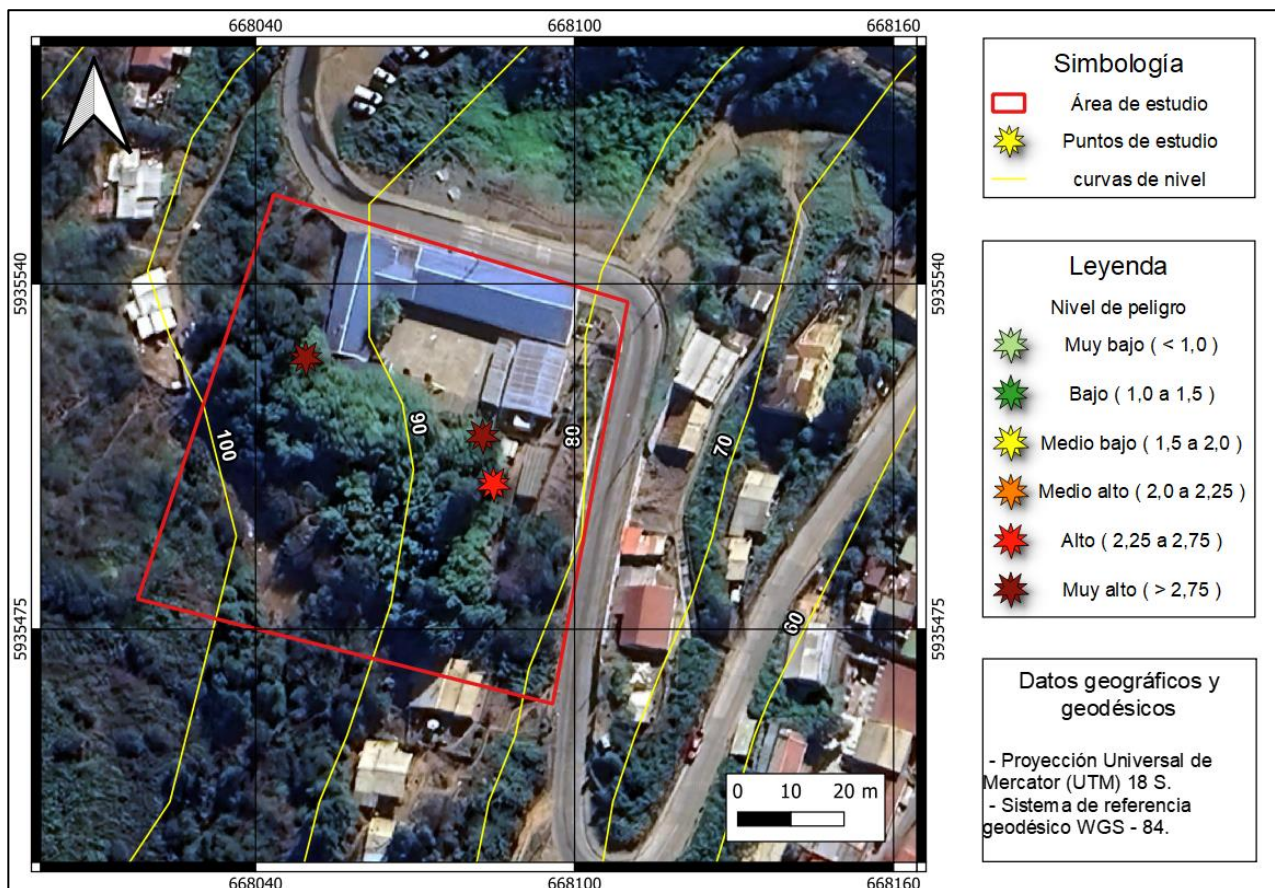 668040
668100
668160
5935540
5935540
100
90
80
70
60
5935475
5935475
0 10 20 m
668040
668100
668160
Simbología
Área de estudio
Puntos de estudio
curvas de nivel
Leyenda
Nivel de peligro
Muy bajo ( < 1,0 )
Bajo ( 1,0 a 1,5 )
Medio bajo ( 1,5 a 2,0 )
Medio alto ( 2,0 a 2,25 )
Alto ( 2,25 a 2,75 )
Muy alto ( > 2,75 )
Datos geográficos y
geodésicos
- Proyección Universal de
Mercator (UTM) 18 S.
- Sistema de referencia
geodésico WGS - 84.